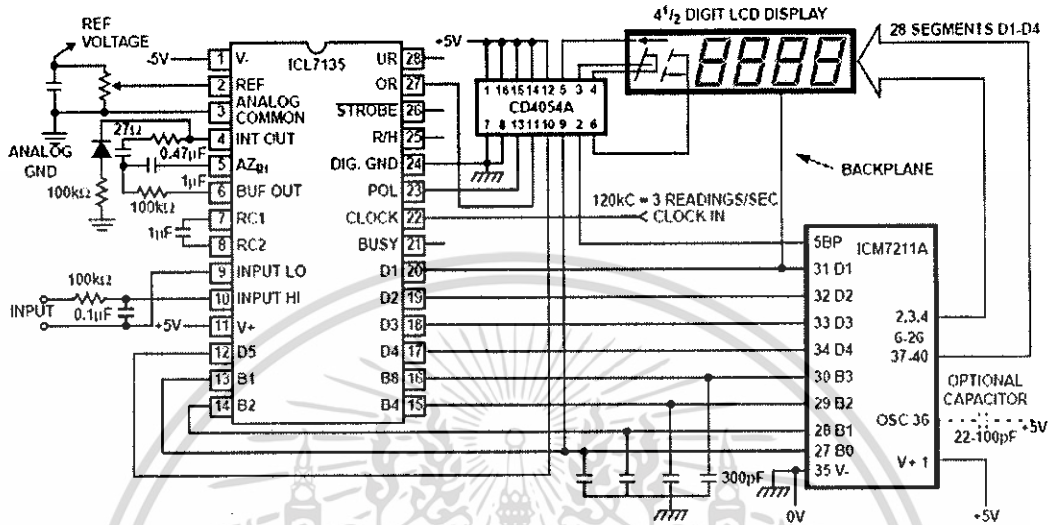 4 1/2 DIGIT LCD DISPLAY
28 SEGMENTS D1-D4
REF
VOLTAGE
-5V
+5V
ICL7135
1 V-
2 REF
3 ANALOG
COMMON
4 INT OUT
5 AZIN
6 BUF OUT
7 RC1
8 RC2
9 INPUT LO
10 INPUT HI
11 V+
12 D5
13 B1
14 B2
UR 28
OR 27
STROBE 26
R/H 25
DIG. GND 24
POL 23
CLOCK 22
BUSY 21
D1 20
D2 19
D3 18
D4 17
B8 16
B4 15
ANALOG
GND
27Ω
0.47µF
1µF
100kΩ
100kΩ
1µF
100kΩ
INPUT
0.1µF
+5V
1 16 15 14 12 5 3 4
CD4054A
7 8 13 11 10 9 2 6
BACKPLANE
120kC = 3 READINGS/SEC
CLOCK IN
5BP
ICM7211A
31 D1
32 D2
33 D3
34 D4
30 B3
29 B2
28 B1
27 B0
35 V-
2,3,4
6-26
37-40
OPTIONAL
CAPACITOR
OSC 36
22-100pF
+5V
V+ 1
300pF
0V
+5V